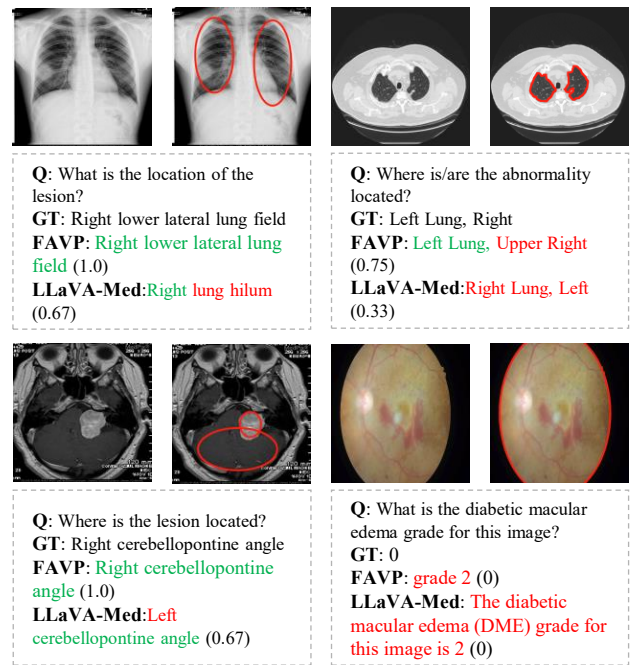 Q: What is the location of the
lesion?
GT: Right lower lateral lung field
FAVP: Right lower lateral lung
field (1.0)
LLaVA-Med:Right lung hilum
(0.67)
Q: Where is/are the abnormality
located?
GT: Left Lung, Right
FAVP: Left Lung, Upper Right
(0.75)
LLaVA-Med:Right Lung, Left
(0.33)
Q: Where is the lesion located?
GT: Right cerebellopontine angle
FAVP: Right cerebellopontine
angle (1.0)
LLaVA-Med:Left
cerebellopontine angle (0.67)
Q: What is the diabetic macular
edema grade for this image?
GT: 0
FAVP: grade 2 (0)
LLaVA-Med: The diabetic
macular edema (DME) grade for
this image is 2 (0)